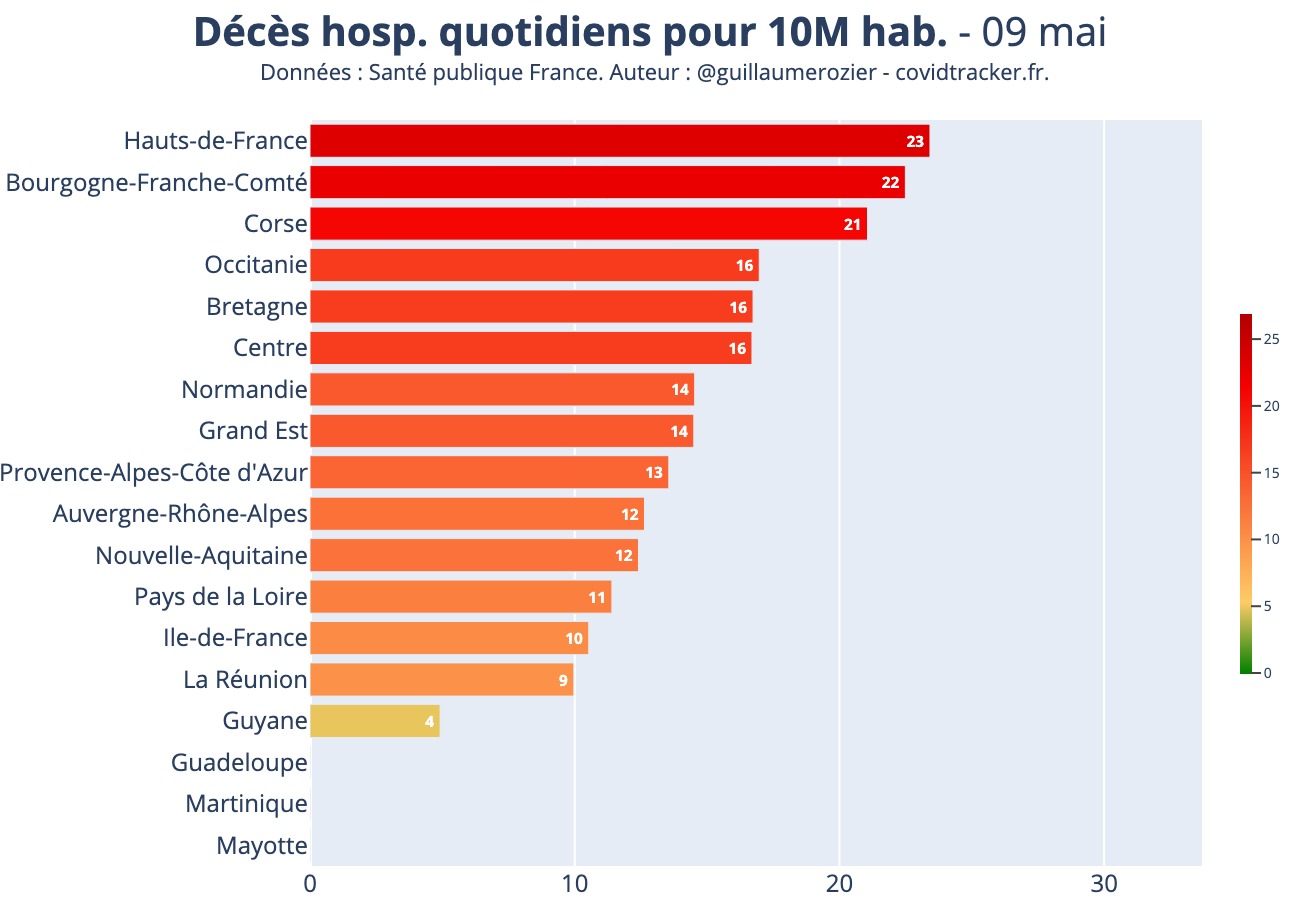 Décès hosp. quotidiens pour 10M hab. - 09 mai
Données : Santé publique France. Auteur : @guillaumerozier - covidtracker.fr.
Hauts-de-France 23
Bourgogne-Franche-Comté 22
Corse 21
Occitanie 16
Bretagne 16
Centre 16
Normandie 14
Grand Est 14
Provence-Alpes-Côte d'Azur 13
Auvergne-Rhône-Alpes 12
Nouvelle-Aquitaine 12
Pays de la Loire 11
Ile-de-France 10
La Réunion 9
Guyane 4
Guadeloupe
Martinique
Mayotte
0 10 20 30
25
20
15
10
5
0